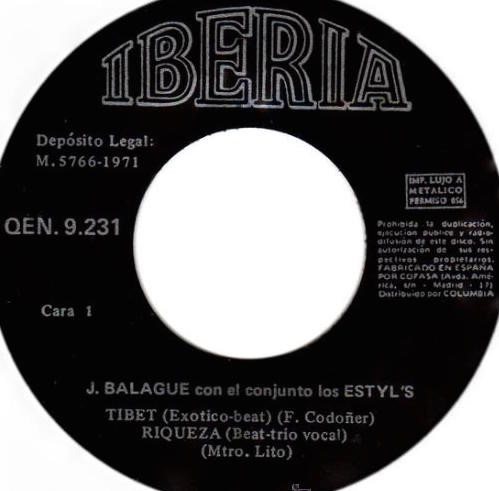 IBERIA
Depósito Legal:
M. 5766-1971
IMP. LUJO A
METALICO
PERMISO 056
QEN. 9.231
Prohibida la duplicación,
ejecución pública y radio-
difusión de este disco. Sin
autorización de sus res-
pectivos propietarios.
FABRICADO EN ESPAÑA
POR COFASA (Avda. Amé-
rica, s/n - Madrid - 17)
Distribuido por COLUMBIA
Cara 1
J. BALAGUE con el conjunto los ESTYL'S
TIBET (Exotico-beat) (F. Codoñer)
RIQUEZA (Beat-trio vocal)
(Mtro. Lito)